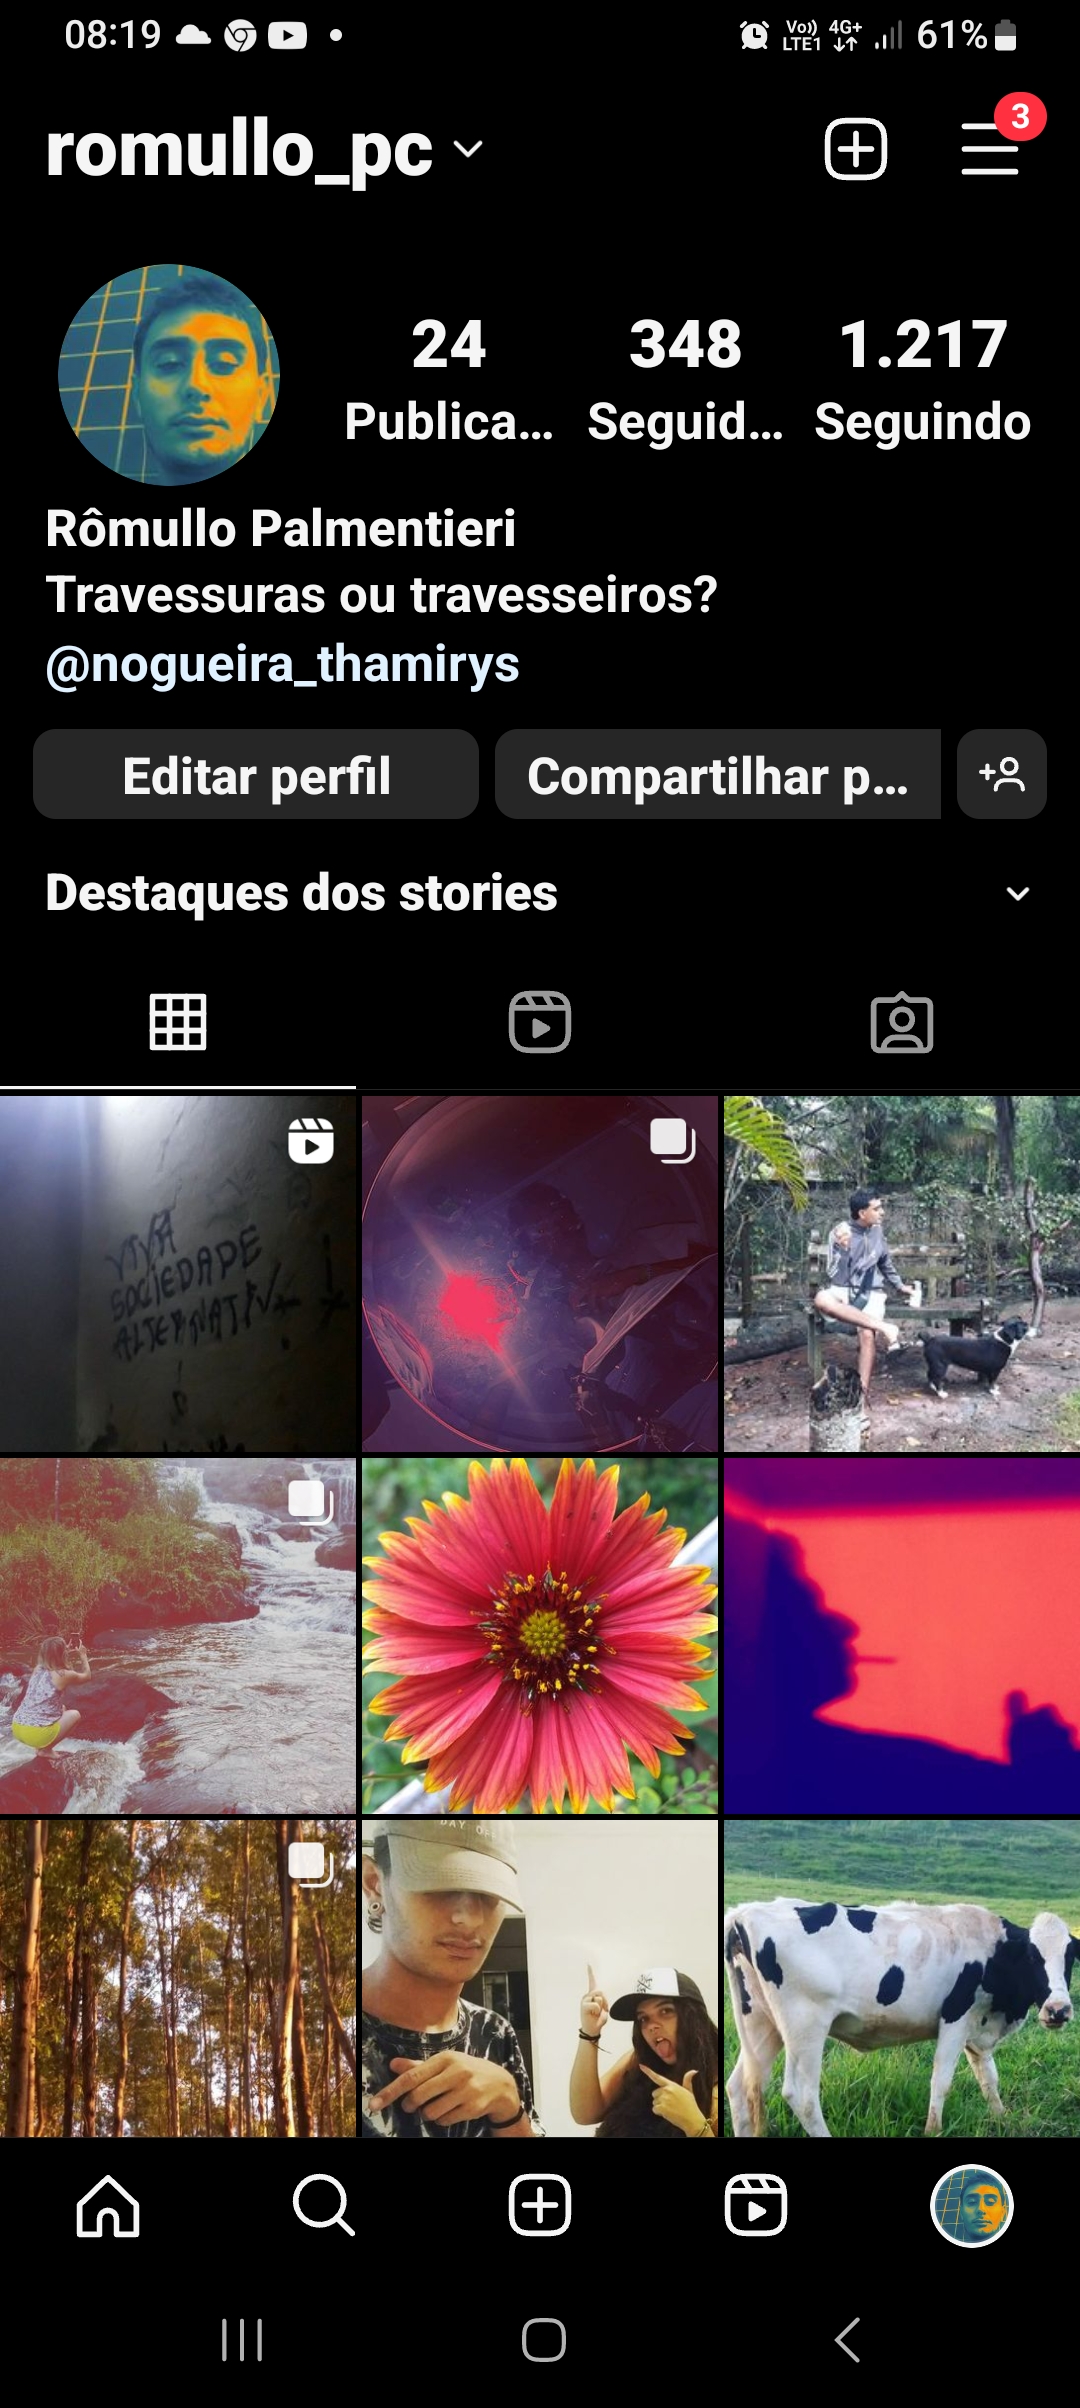 08:19
Vo)) LTE1 4G+ 61%
romullo_pc
3
24 348 1.217
Publica... Seguid... Seguindo
Rômullo Palmentieri
Travessuras ou travesseiros?
@nogueira_thamirys
Editar perfil
Compartilhar p...
Destaques dos stories
VIVA
SOCIEDADE
ALTERNATIVA
DAY OFF